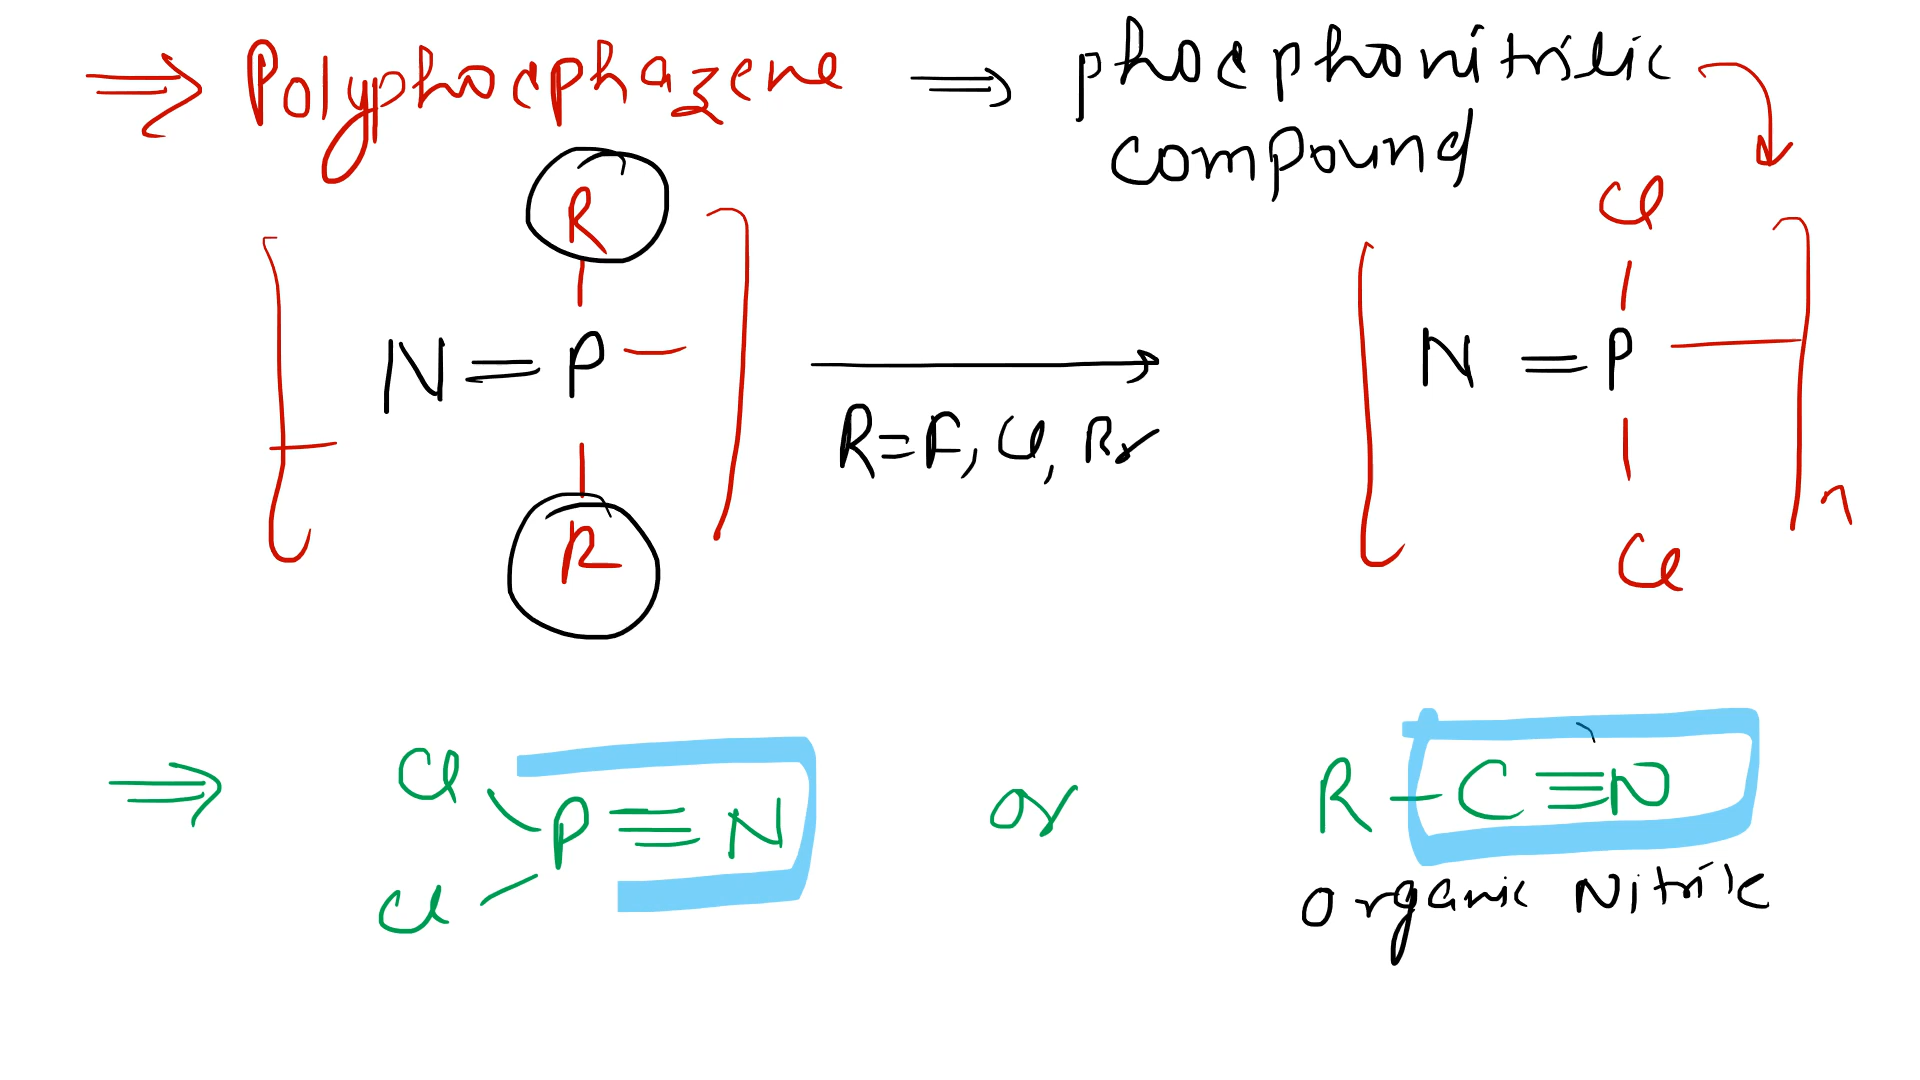 ⇒ Polyphosphazene ⇒ phosphonitrilic
compound
R
N=P–
R
R=F, Cl, Br
Cl
N=P—
Cl
n
⇒ Cl
P≡N
Cl
or
R–C≡N
organic Nitrile